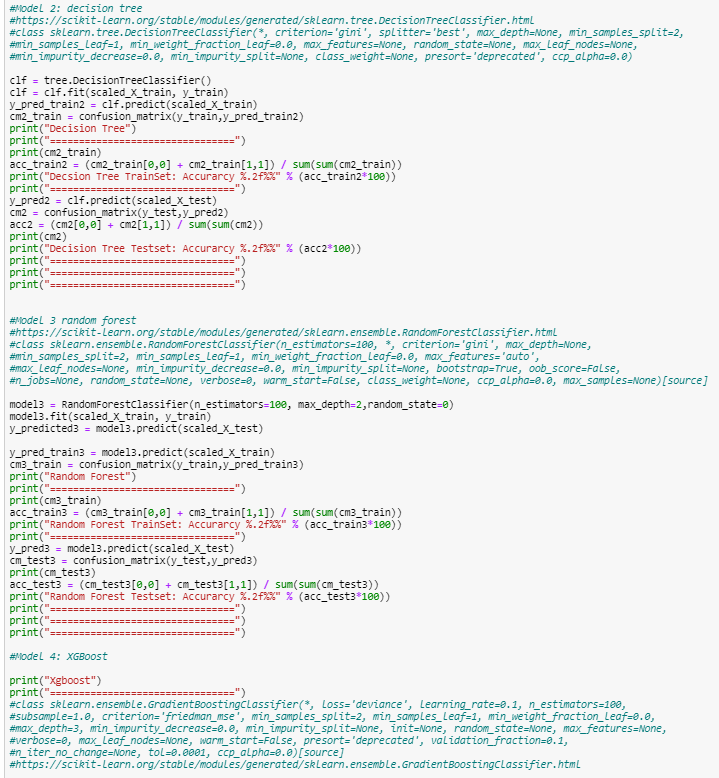 #Model 2: decision tree
#https://scikit-learn.org/stable/modules/generated/sklearn.tree.DecisionTreeClassifier.html
#class sklearn.tree.DecisionTreeClassifier(*, criterion='gini', splitter='best', max_depth=None, min_samples_split=2,
#min_samples_leaf=1, min_weight_fraction_leaf=0.0, max_features=None, random_state=None, max_leaf_nodes=None,
#min_impurity_decrease=0.0, min_impurity_split=None, class_weight=None, presort='deprecated', ccp_alpha=0.0)
clf = tree.DecisionTreeClassifier()
clf = clf.fit(scaled_X_train, y_train)
y_pred_train2 = clf.predict(scaled_X_train)
cm2_train = confusion_matrix(y_train,y_pred_train2)
print("Decision Tree")
print("================================")
print(cm2_train)
acc_train2 = (cm2_train[0,0] + cm2_train[1,1]) / sum(sum(cm2_train))
print("Decsion Tree TrainSet: Accurarcy %.2f%%" % (acc_train2*100))
print("================================")
y_pred2 = clf.predict(scaled_X_test)
cm2 = confusion_matrix(y_test,y_pred2)
acc2 = (cm2[0,0] + cm2[1,1]) / sum(sum(cm2))
print(cm2)
print("Decision Tree Testset: Accurarcy %.2f%%" % (acc2*100))
print("================================")
print("================================")
print("================================")
#Model 3 random forest
#https://scikit-learn.org/stable/modules/generated/sklearn.ensemble.RandomForestClassifier.html
#class sklearn.ensemble.RandomForestClassifier(n_estimators=100, *, criterion='gini', max_depth=None,
#min_samples_split=2, min_samples_leaf=1, min_weight_fraction_leaf=0.0, max_features='auto',
#max_leaf_nodes=None, min_impurity_decrease=0.0, min_impurity_split=None, bootstrap=True, oob_score=False,
#n_jobs=None, random_state=None, verbose=0, warm_start=False, class_weight=None, ccp_alpha=0.0, max_samples=None)[source]
model3 = RandomForestClassifier(n_estimators=100, max_depth=2,random_state=0)
model3.fit(scaled_X_train, y_train)
y_predicted3 = model3.predict(scaled_X_test)
y_pred_train3 = model3.predict(scaled_X_train)
cm3_train = confusion_matrix(y_train,y_pred_train3)
print("Random Forest")
print("================================")
print(cm3_train)
acc_train3 = (cm3_train[0,0] + cm3_train[1,1]) / sum(sum(cm3_train))
print("Random Forest TrainSet: Accurarcy %.2f%%" % (acc_train3*100))
print("================================")
y_pred3 = model3.predict(scaled_X_test)
cm_test3 = confusion_matrix(y_test,y_pred3)
print(cm_test3)
acc_test3 = (cm_test3[0,0] + cm_test3[1,1]) / sum(sum(cm_test3))
print("Random Forest Testset: Accurarcy %.2f%%" % (acc_test3*100))
print("================================")
print("================================")
print("================================")
#Model 4: XGBoost
print("Xgboost")
print("================================")
#class sklearn.ensemble.GradientBoostingClassifier(*, loss='deviance', learning_rate=0.1, n_estimators=100,
#subsample=1.0, criterion='friedman_mse', min_samples_split=2, min_samples_leaf=1, min_weight_fraction_leaf=0.0,
#max_depth=3, min_impurity_decrease=0.0, min_impurity_split=None, init=None, random_state=None, max_features=None,
#verbose=0, max_leaf_nodes=None, warm_start=False, presort='deprecated', validation_fraction=0.1,
#n_iter_no_change=None, tol=0.0001, ccp_alpha=0.0)[source]
#https://scikit-learn.org/stable/modules/generated/sklearn.ensemble.GradientBoostingClassifier.html